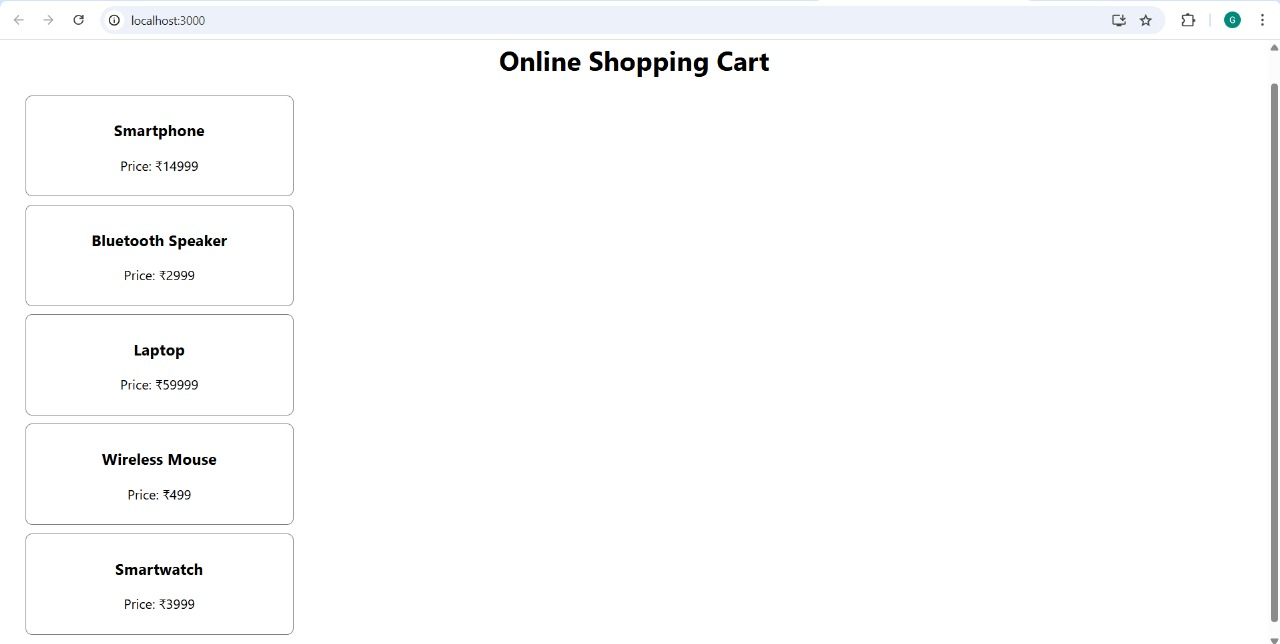 localhost:3000
G
Online Shopping Cart
Smartphone
Price: ₹14999
Bluetooth Speaker
Price: ₹2999
Laptop
Price: ₹59999
Wireless Mouse
Price: ₹499
Smartwatch
Price: ₹3999